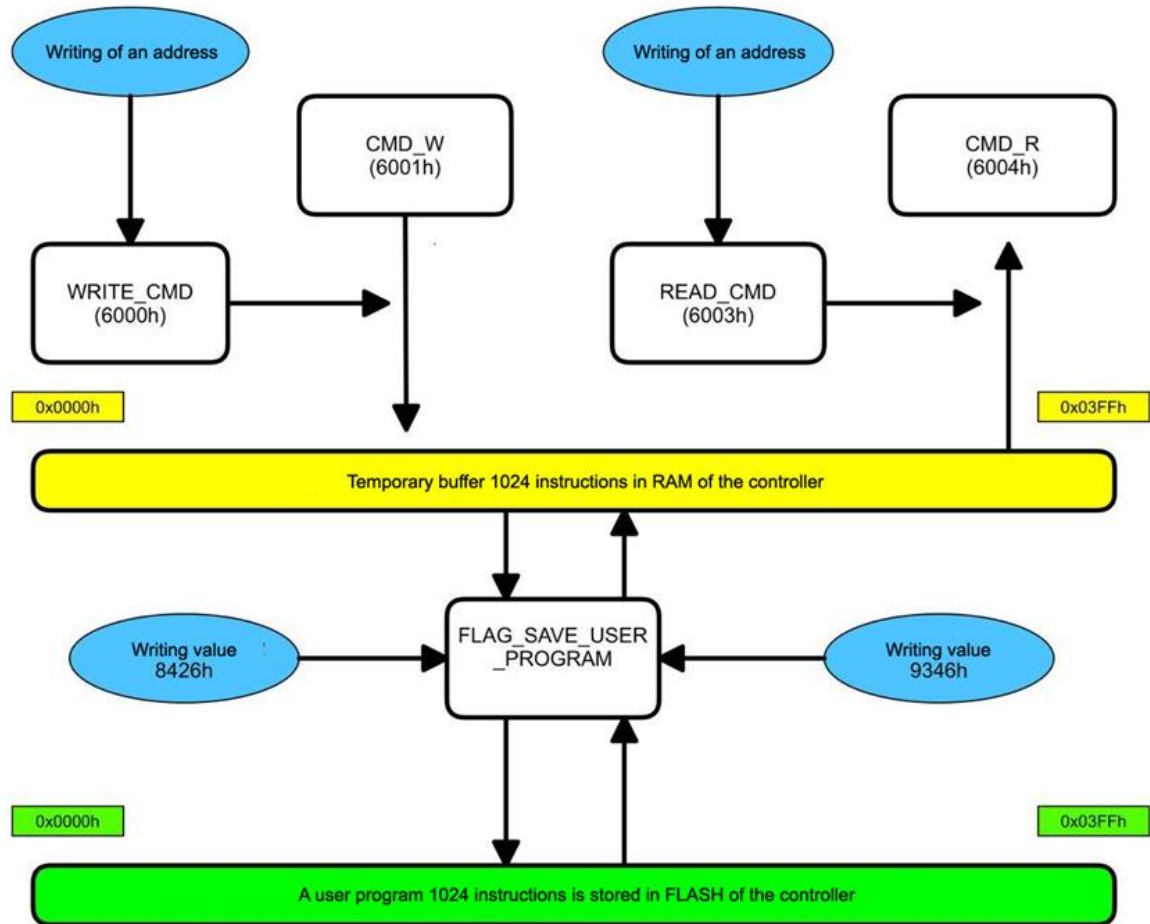 Writing of an address
Writing of an address
CMD_W
(6001h)
CMD_R
(6004h)
WRITE_CMD
(6000h)
READ_CMD
(6003h)
0x0000h
0x03FFh
Temporary buffer 1024 instructions in RAM of the controller
FLAG_SAVE_USER
_PROGRAM
Writing value
8426h
Writing value
9346h
0x0000h
0x03FFh
A user program 1024 instructions is stored in FLASH of the controller